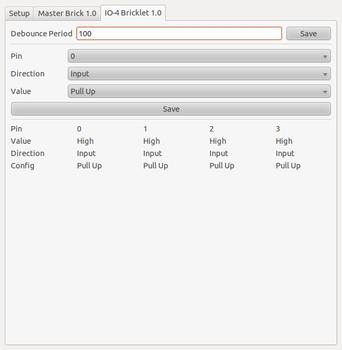 Setup Master Brick 1.0 IO-4 Bricklet 1.0
Debounce Period 100 Save
Pin 0
Direction Input
Value Pull Up
Save
Pin 0 1 2 3
Value High High High High
Direction Input Input Input Input
Config Pull Up Pull Up Pull Up Pull Up